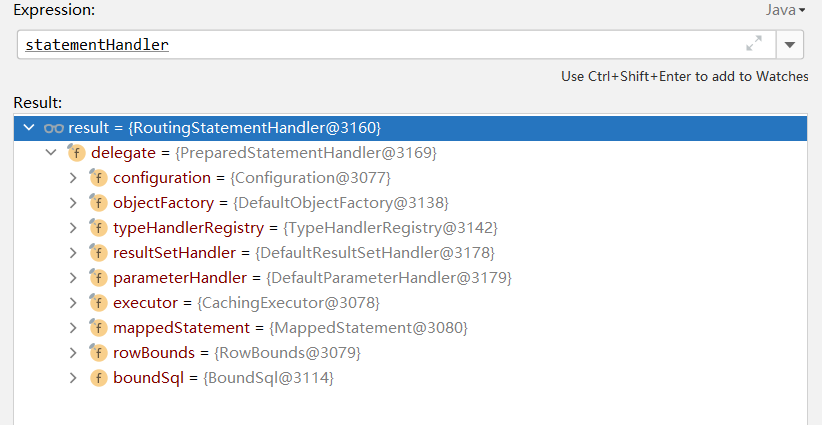 Expression:
Java
statementHandler
Use Ctrl+Shift+Enter to add to Watches
Result:
result = {RoutingStatementHandler@3160}
f delegate = {PreparedStatementHandler@3169}
f configuration = {Configuration@3077}
f objectFactory = {DefaultObjectFactory@3138}
f typeHandlerRegistry = {TypeHandlerRegistry@3142}
f resultSetHandler = {DefaultResultSetHandler@3178}
f parameterHandler = {DefaultParameterHandler@3179}
f executor = {CachingExecutor@3078}
f mappedStatement = {MappedStatement@3080}
f rowBounds = {RowBounds@3079}
f boundSql = {BoundSql@3114}